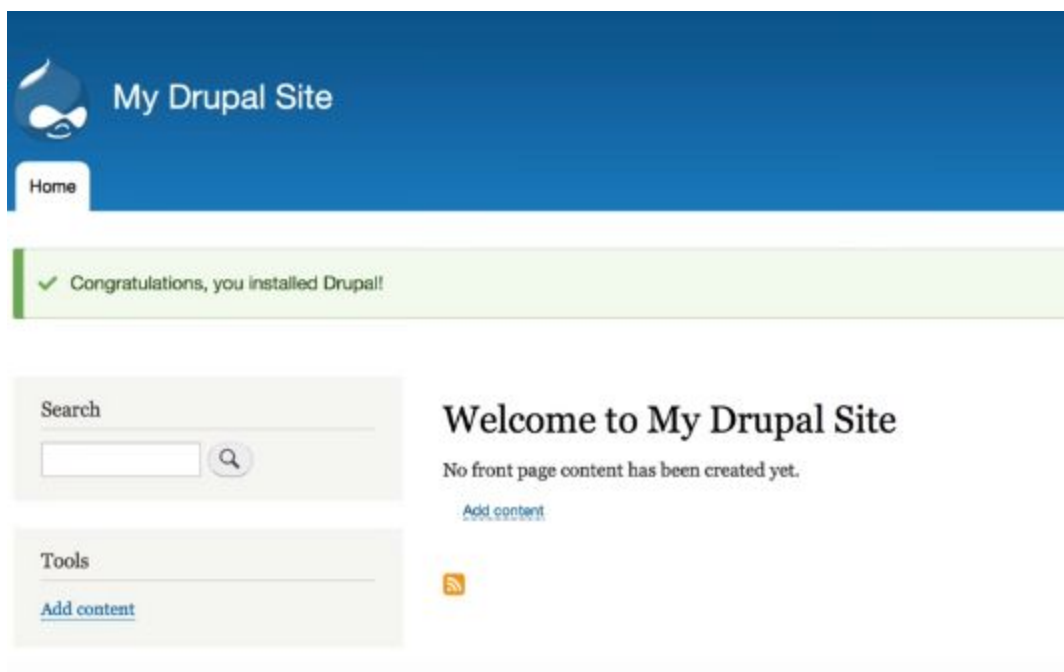 My Drupal Site
Home
Congratulations, you installed Drupal!
Search
Tools
Add content
Welcome to My Drupal Site
No front page content has been created yet.
Add content